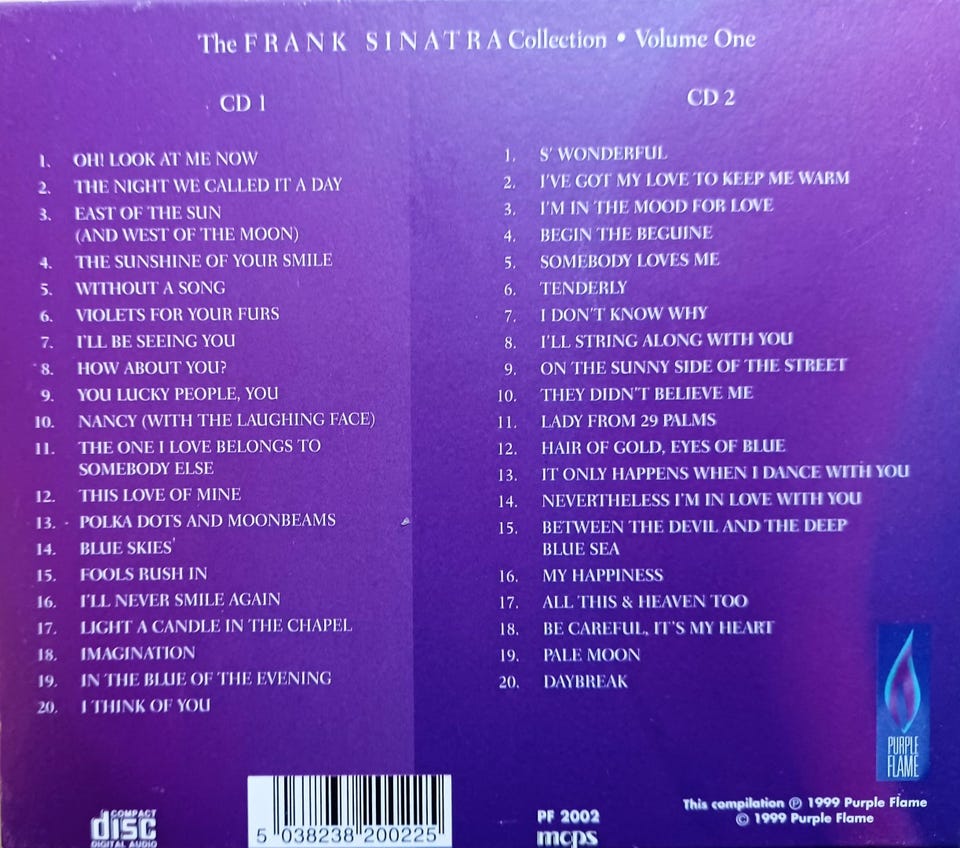 The FRANK SINATRA Collection • Volume One
CD 1
1. OH! LOOK AT ME NOW
2. THE NIGHT WE CALLED IT A DAY
3. EAST OF THE SUN
(AND WEST OF THE MOON)
4. THE SUNSHINE OF YOUR SMILE
5. WITHOUT A SONG
6. VIOLETS FOR YOUR FURS
7. I'LL BE SEEING YOU
8. HOW ABOUT YOU?
9. YOU LUCKY PEOPLE, YOU
10. NANCY (WITH THE LAUGHING FACE)
11. THE ONE I LOVE BELONGS TO
SOMEBODY ELSE
12. THIS LOVE OF MINE
13. POLKA DOTS AND MOONBEAMS
14. BLUE SKIES
15. FOOLS RUSH IN
16. I'LL NEVER SMILE AGAIN
17. LIGHT A CANDLE IN THE CHAPEL
18. IMAGINATION
19. IN THE BLUE OF THE EVENING
20. I THINK OF YOU
CD 2
1. S' WONDERFUL
2. I'VE GOT MY LOVE TO KEEP ME WARM
3. I'M IN THE MOOD FOR LOVE
4. BEGIN THE BEGUINE
5. SOMEBODY LOVES ME
6. TENDERLY
7. I DON'T KNOW WHY
8. I'LL STRING ALONG WITH YOU
9. ON THE SUNNY SIDE OF THE STREET
10. THEY DIDN'T BELIEVE ME
11. LADY FROM 29 PALMS
12. HAIR OF GOLD, EYES OF BLUE
13. IT ONLY HAPPENS WHEN I DANCE WITH YOU
14. NEVERTHELESS I'M IN LOVE WITH YOU
15. BETWEEN THE DEVIL AND THE DEEP
BLUE SEA
16. MY HAPPINESS
17. ALL THIS & HEAVEN TOO
18. BE CAREFUL, IT'S MY HEART
19. PALE MOON
20. DAYBREAK
PURPLE
FLAME
COMPACT
disc
DIGITAL AUDIO
5 038238 200225
PF 2002
mcps
This compilation ℗ 1999 Purple Flame
© 1999 Purple Flame